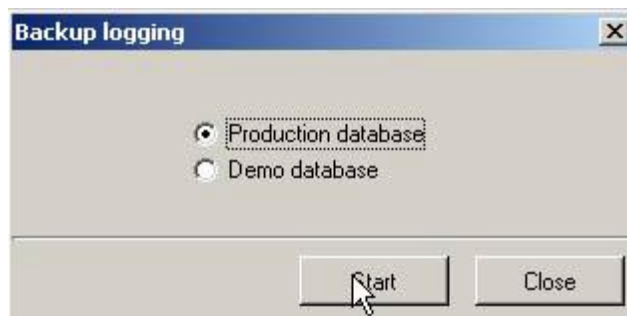 Backup logging
Production database
Demo database
Start
Close